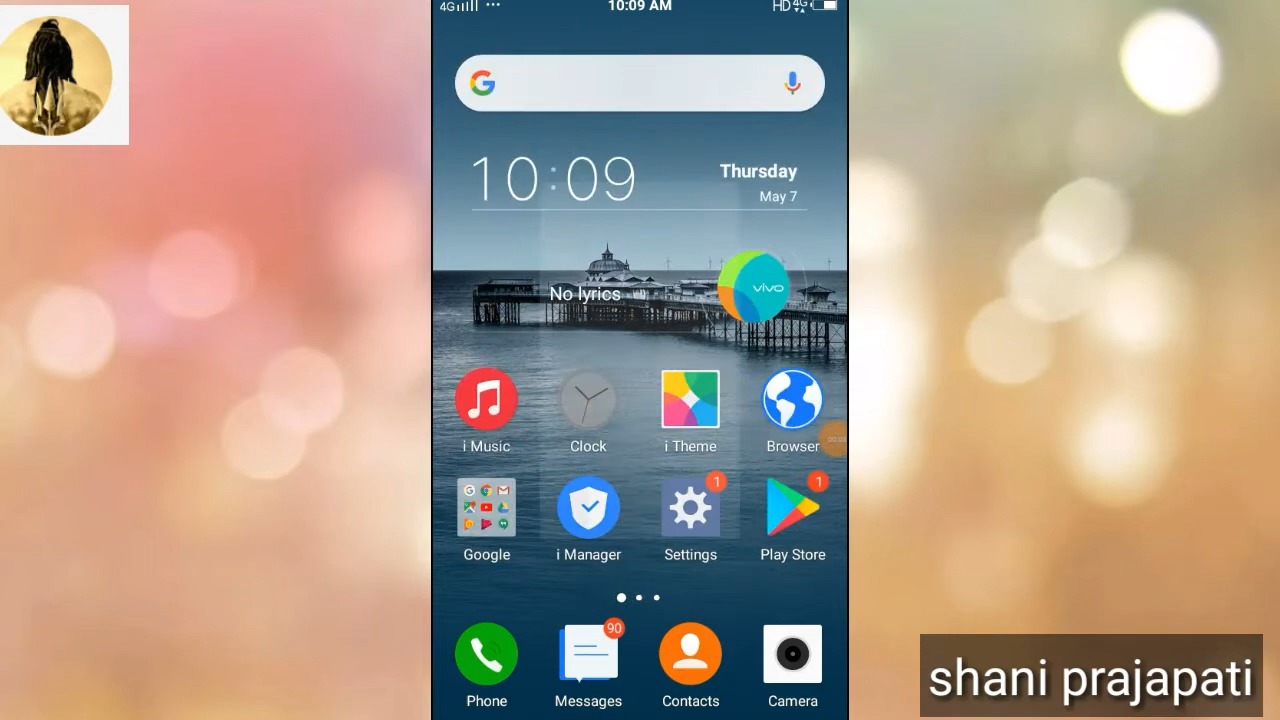 4G 10:09 AM HD 4G
10:09
Thursday
May 7
No lyrics
vivo
i Music Clock i Theme Browser
1 1
Google i Manager Settings Play Store
90
Phone Messages Contacts Camera
shani prajapati